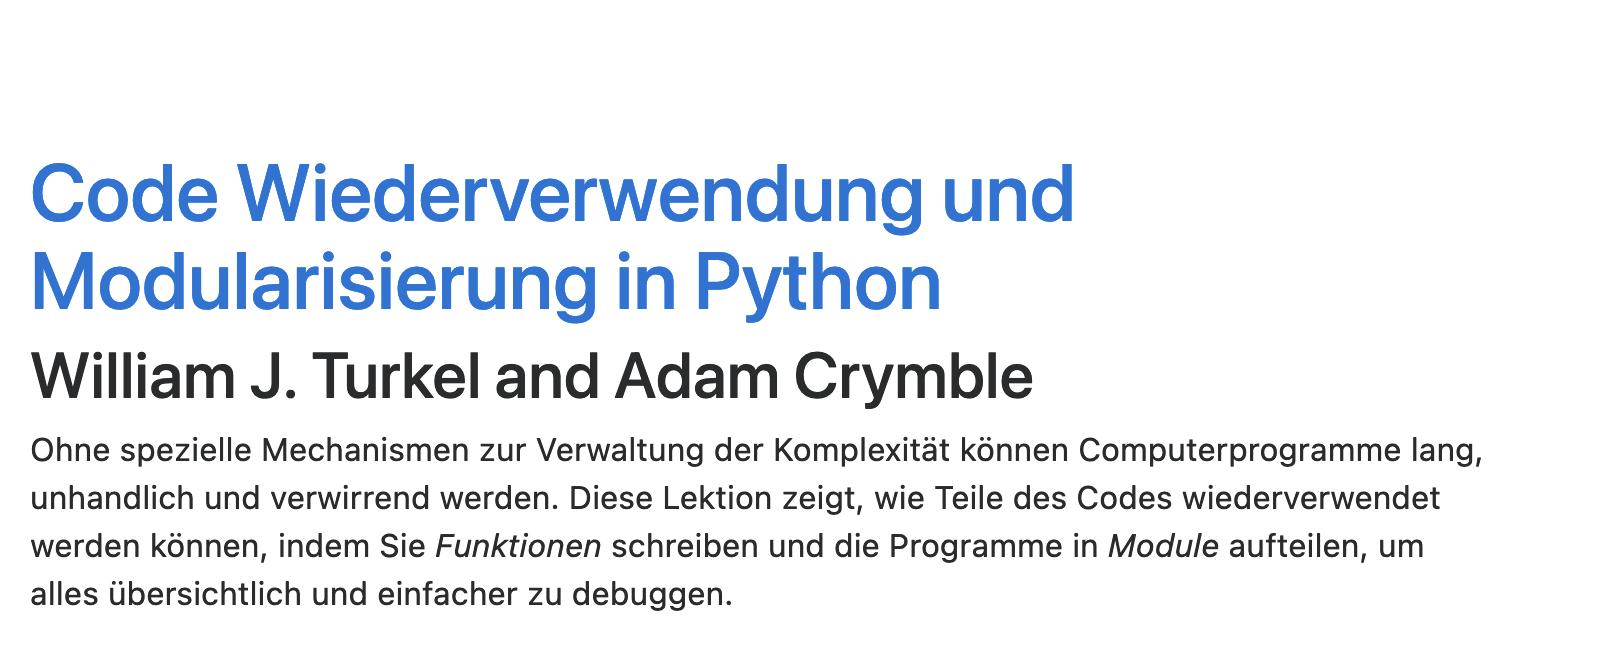 Code Wiederverwendung und
Modularisierung in Python
William J. Turkel and Adam Crymble
Ohne spezielle Mechanismen zur Verwaltung der Komplexität können Computerprogramme lang,
unhandlich und verwirrend werden. Diese Lektion zeigt, wie Teile des Codes wiederverwendet
werden können, indem Sie Funktionen schreiben und die Programme in Module aufteilen, um
alles übersichtlich und einfacher zu debuggen.